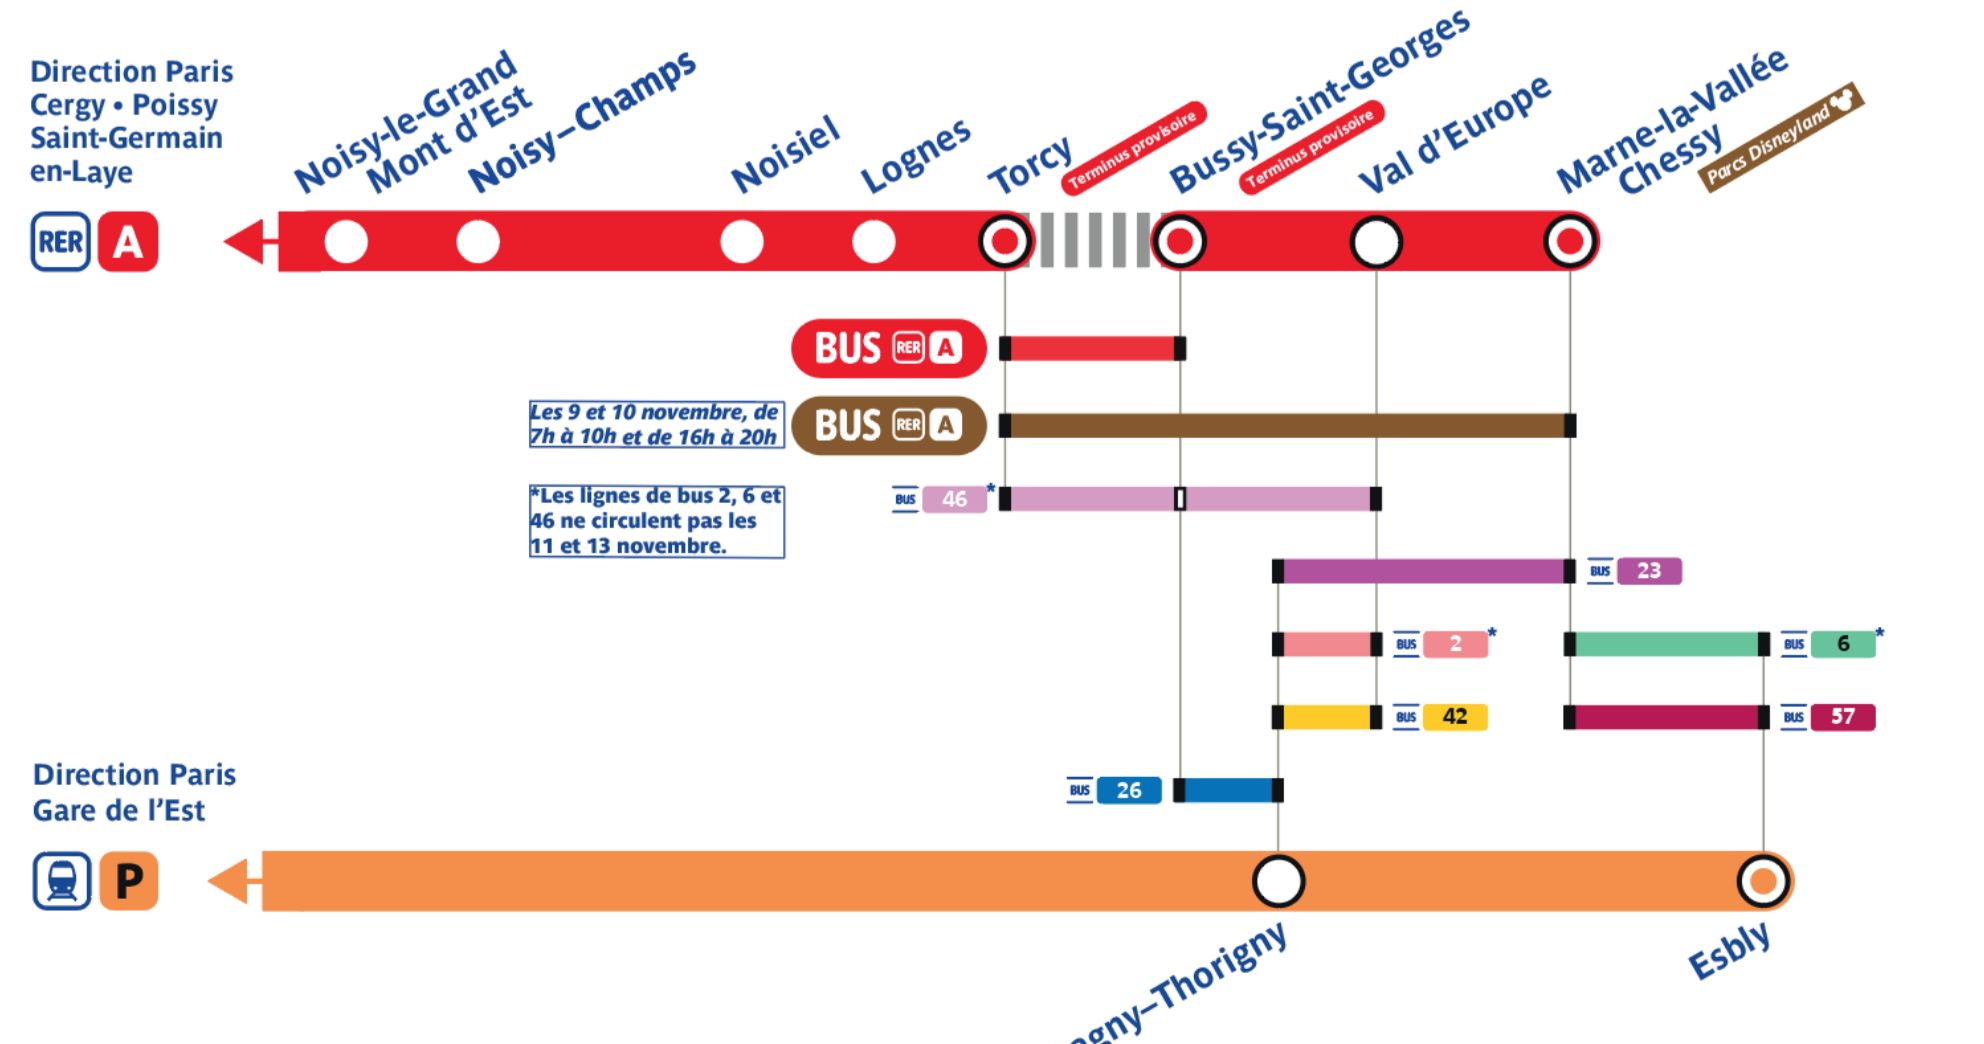 Direction Paris
Cergy • Poissy
Saint-Germain
en-Laye
RER A
Noisy-le-Grand
Mont d'Est
Noisy–Champs
Noisiel
Lognes
Torcy
Terminus provisoire
Bussy-Saint-Georges
Terminus provisoire
Val d'Europe
Marne-la-Vallée
Chessy
Parcs Disneyland
BUS RER A
Les 9 et 10 novembre, de
7h à 10h et de 16h à 20h
BUS RER A
*Les lignes de bus 2, 6 et
46 ne circulent pas les
11 et 13 novembre.
BUS 46*
BUS 23
BUS 2*
BUS 6*
BUS 42
BUS 57
BUS 26
Direction Paris
Gare de l'Est
P
Thorigny
Esbly